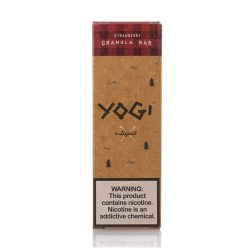 STRAWBERRY
GRANOLA BAR
YOGi
e-liquid
WARNING:
This product
contains nicotine.
Nicotine is an
addictive chemical.